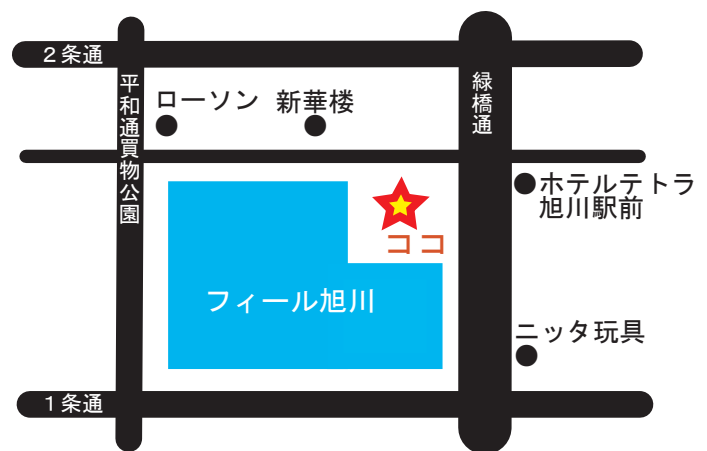 ２条通
平和通買物公園
緑橋通
ローソン
新華楼
ホテルテトラ
旭川駅前
ココ
フィール旭川
ニッタ玩具
１条通